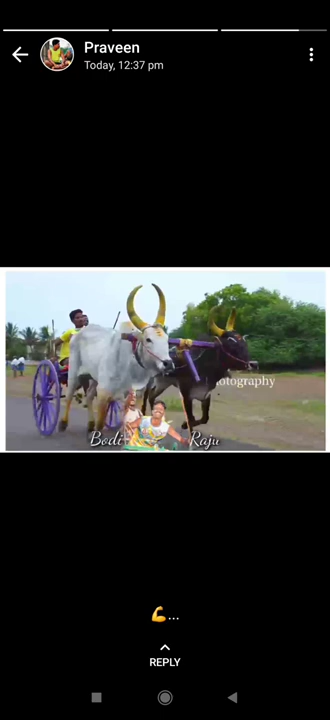 Praveen
Today, 12:37 pm
otography
Bodi Raju
💪...
REPLY